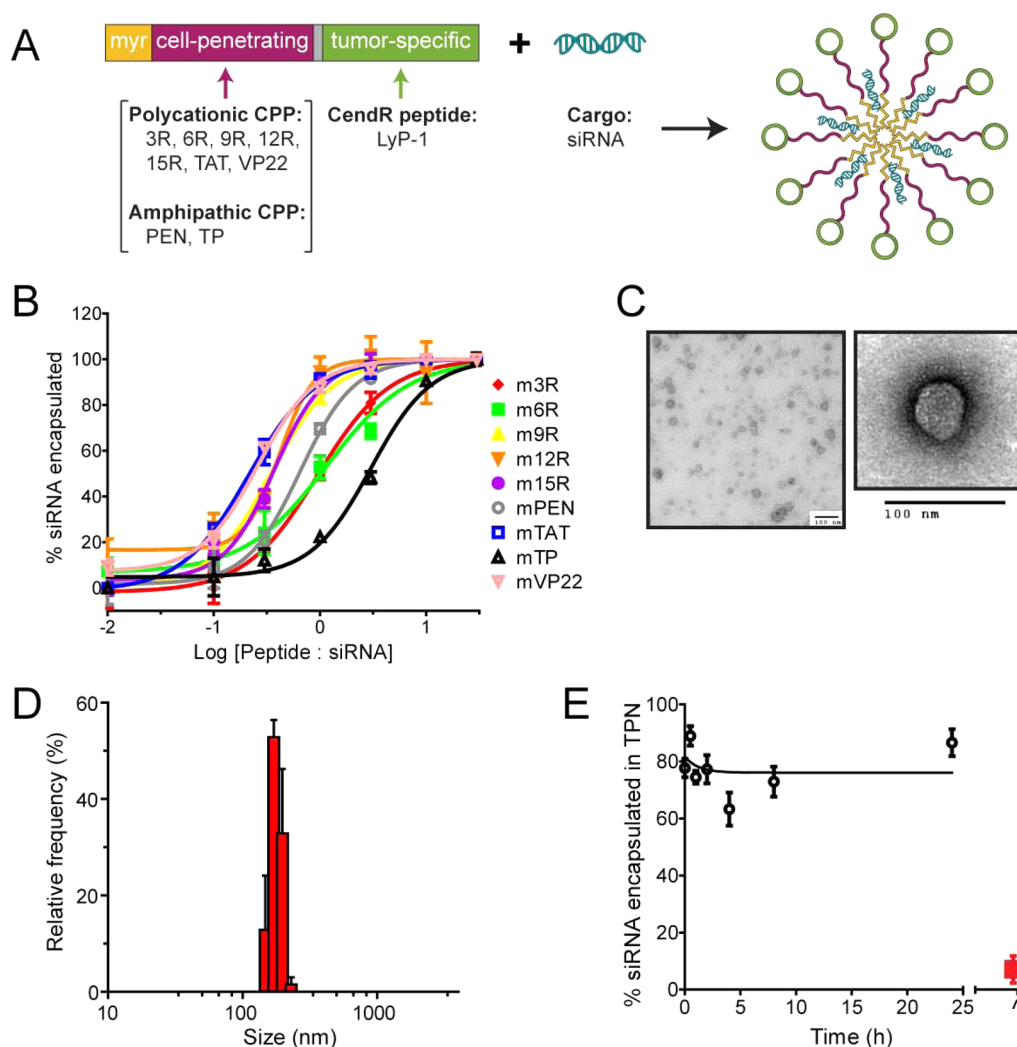 A
myr cell-penetrating tumor-specific
+
Polycationic CPP:
3R, 6R, 9R, 12R,
15R, TAT, VP22
Amphipathic CPP:
PEN, TP
CendR peptide:
LyP-1
Cargo:
siRNA
B
% siRNA encapsulated
120
100
80
60
40
20
0
-2 -1 0 1
Log [Peptide : siRNA]
m3R
m6R
m9R
m12R
m15R
mPEN
mTAT
mTP
mVP22
C
100 nm
100 nm
D
Relative frequency (%)
60
40
20
0
10 100 1000
Size (nm)
E
% siRNA encapsulated in TPN
100
80
60
40
20
0
0 5 10 15 20 25
Time (h)